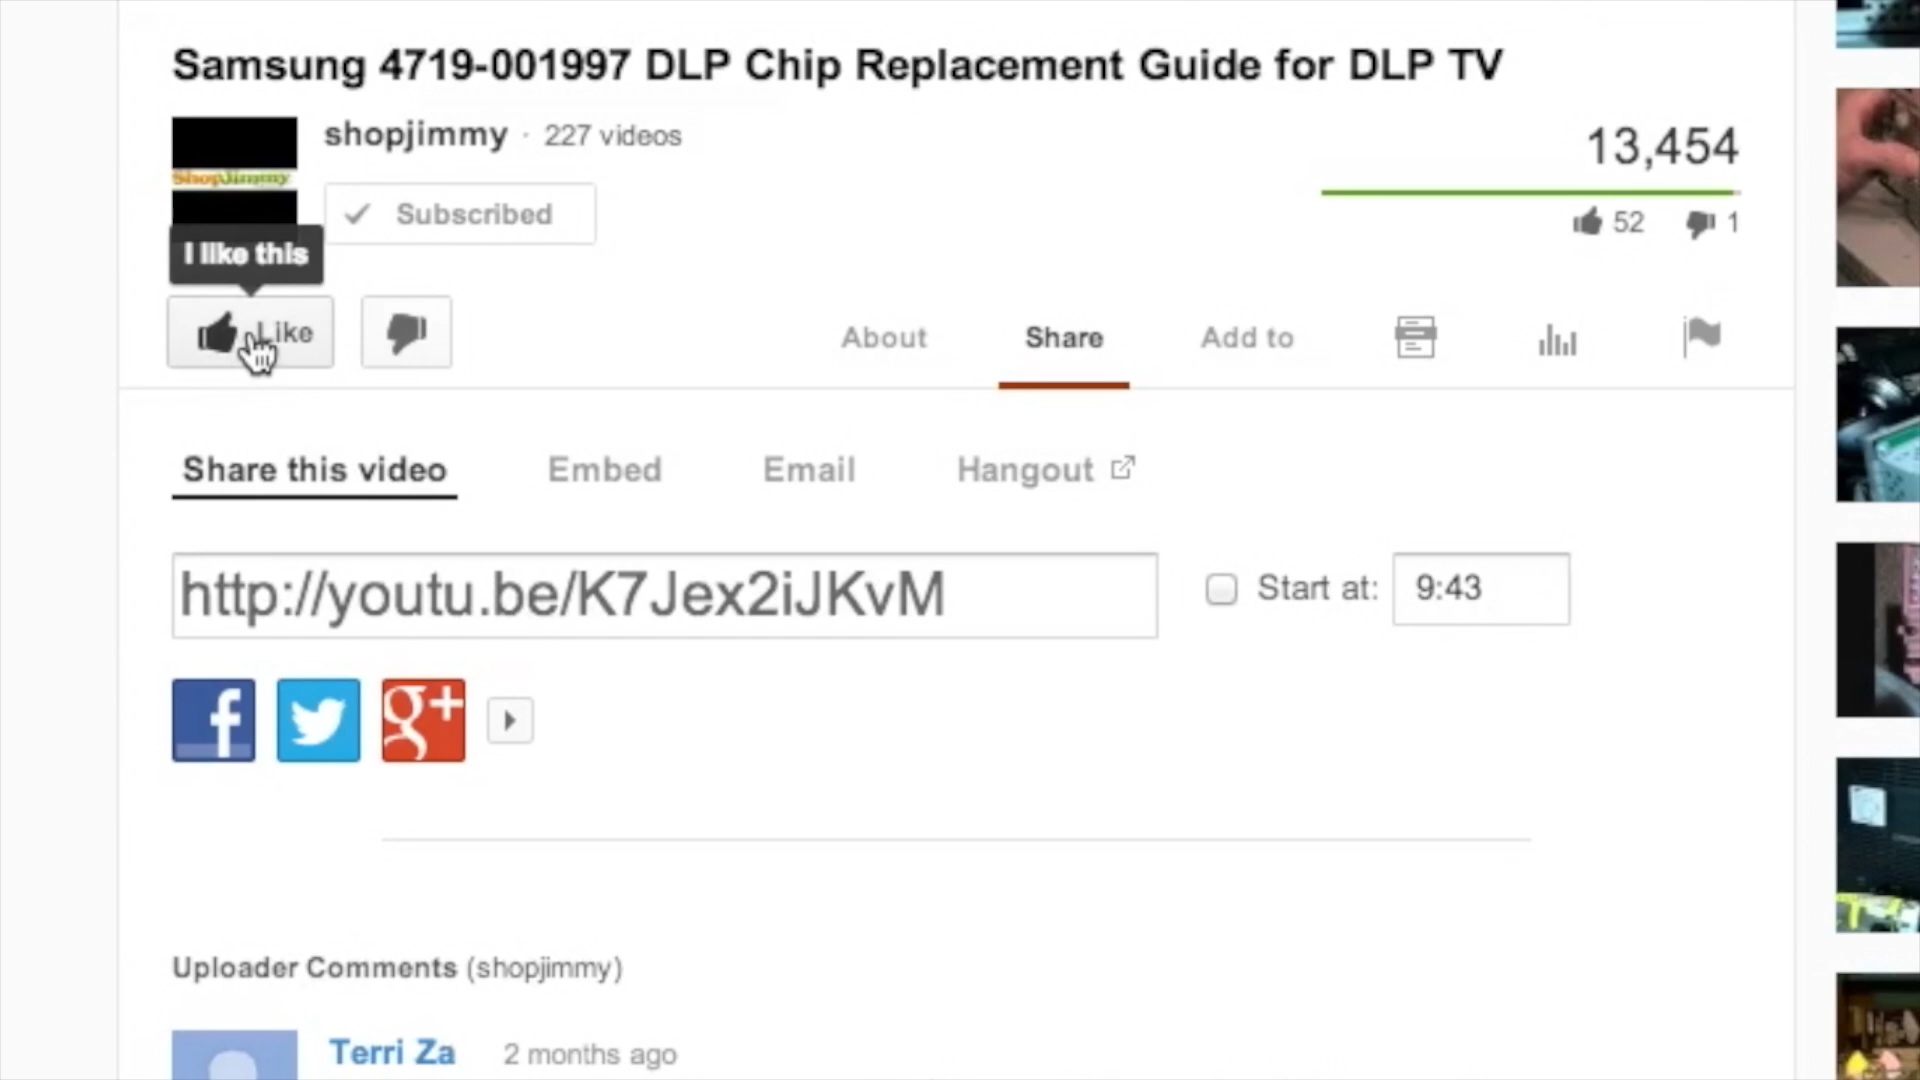 Samsung 4719-001997 DLP Chip Replacement Guide for DLP TV
shopjimmy · 227 videos
13,454
ShopJimmy
Subscribed
52 1
I like this
Like
About Share Add to
Share this video Embed Email Hangout
http://youtu.be/K7Jex2iJKvM
Start at: 9:43
f g+
Uploader Comments (shopjimmy)
Terri Za 2 months ago